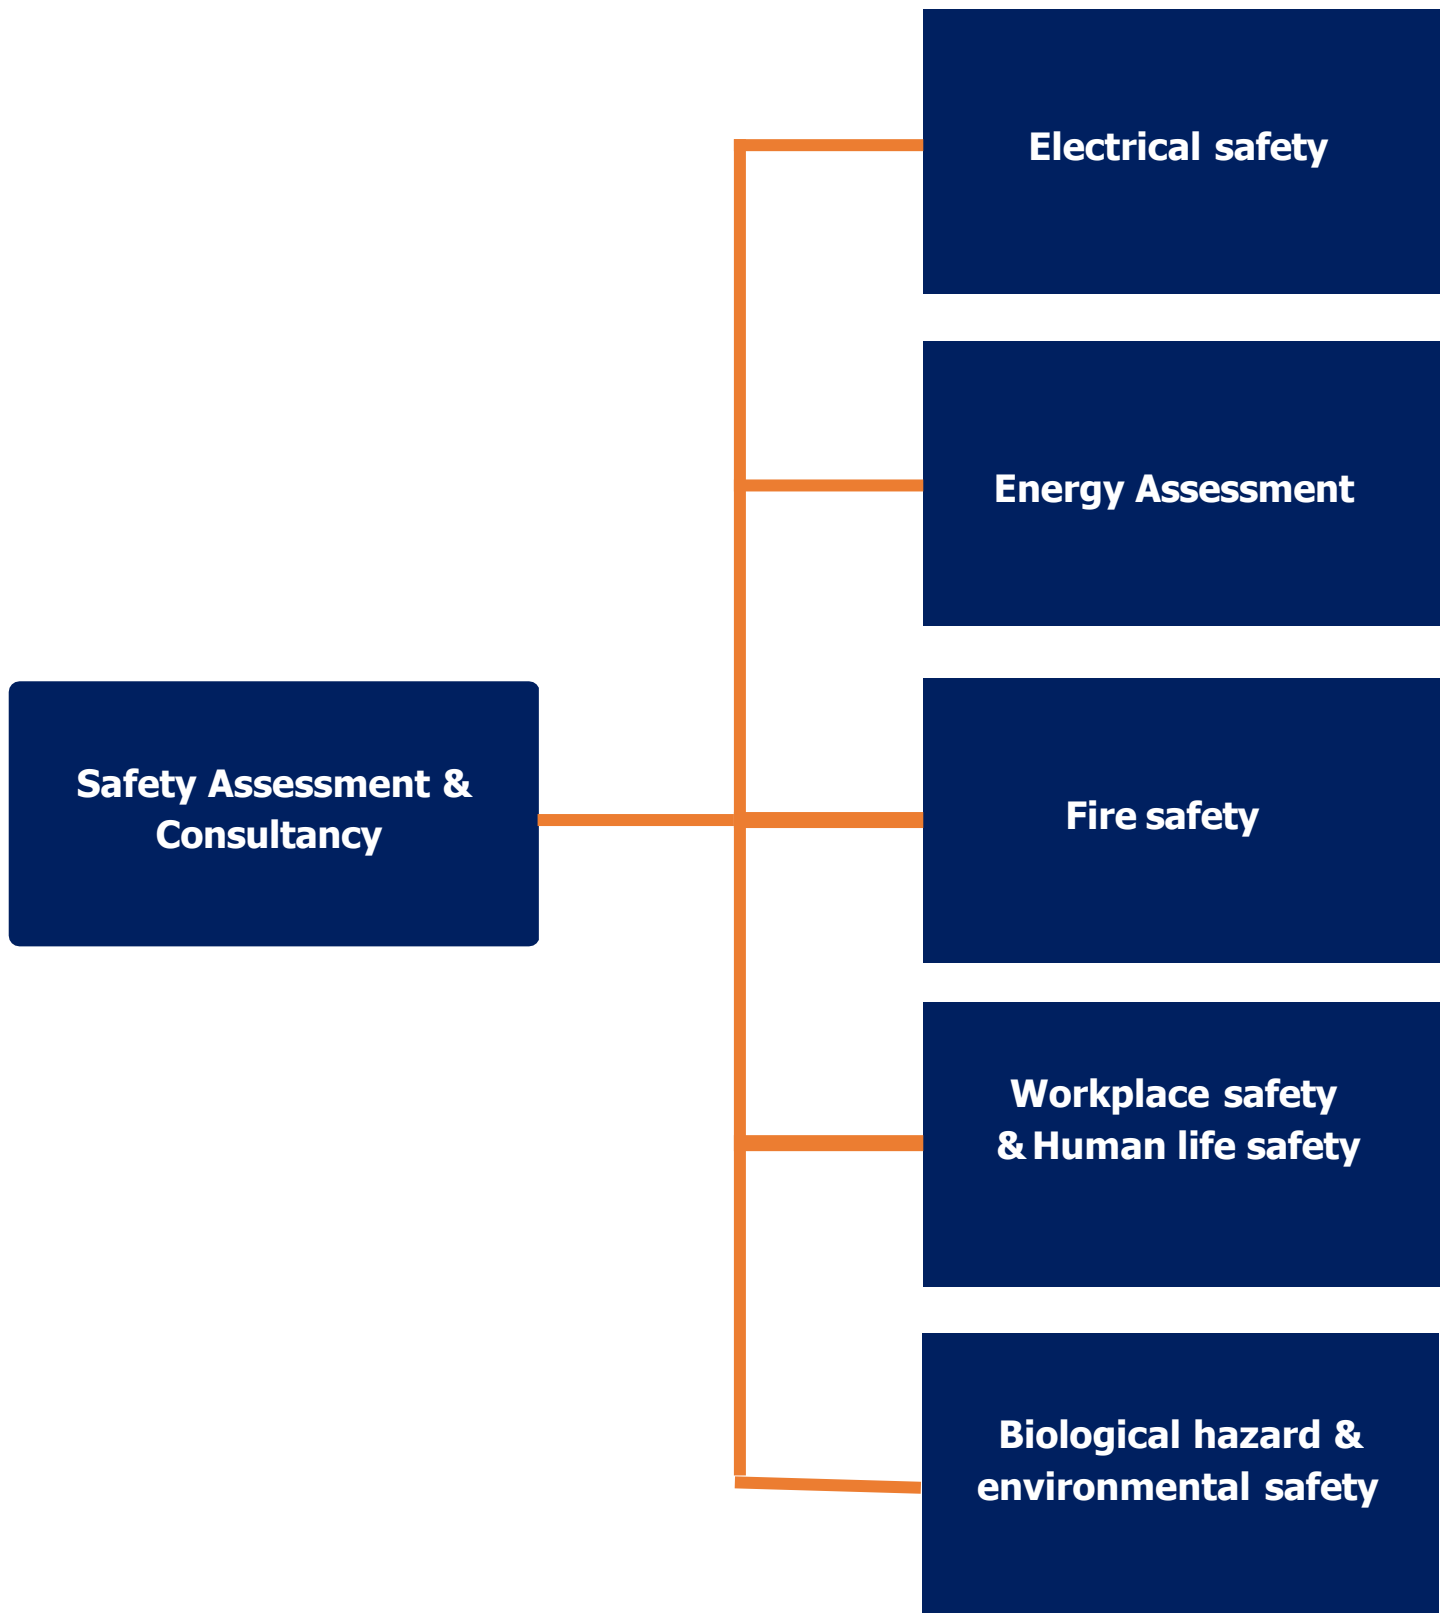 Electrical safety
Energy Assessment
Safety Assessment &
Consultancy
Fire safety
Workplace safety
& Human life safety
Biological hazard &
environmental safety